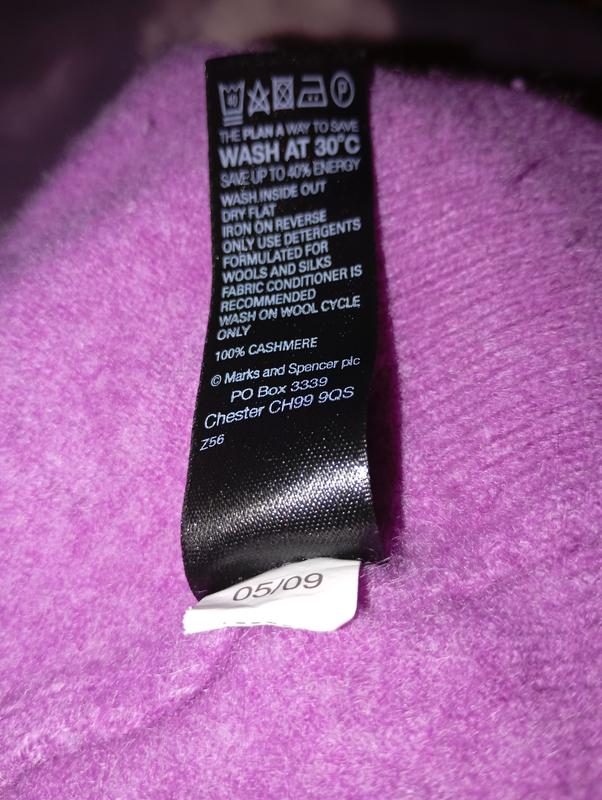 40
P
THE PLAN A WAY TO SAVE
WASH AT 30°C
SAVE UP TO 40% ENERGY
WASH INSIDE OUT
DRY FLAT
IRON ON REVERSE
ONLY USE DETERGENTS
FORMULATED FOR
WOOLS AND SILKS
FABRIC CONDITIONER IS
RECOMMENDED
WASH ON WOOL CYCLE
ONLY
100% CASHMERE
© Marks and Spencer plc
PO Box 3339
Chester CH99 9QS
Z56
05/09